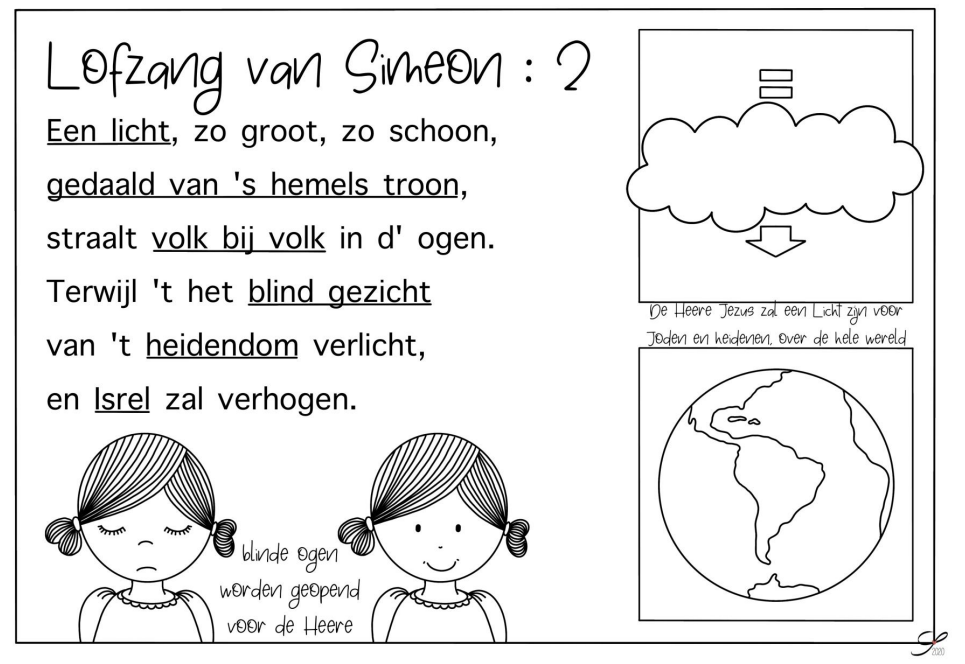 Lofzang van Simeon : 2
Een licht, zo groot, zo schoon,
gedaald van 's hemels troon,
straalt volk bij volk in d' ogen.
Terwijl 't het blind gezicht
van 't heidendom verlicht,
en Isrel zal verhogen.
De Heere Jezus zal een Licht zijn voor
Joden en heidenen, over de hele wereld
blinde ogen
worden geopend
voor de Heere
2020